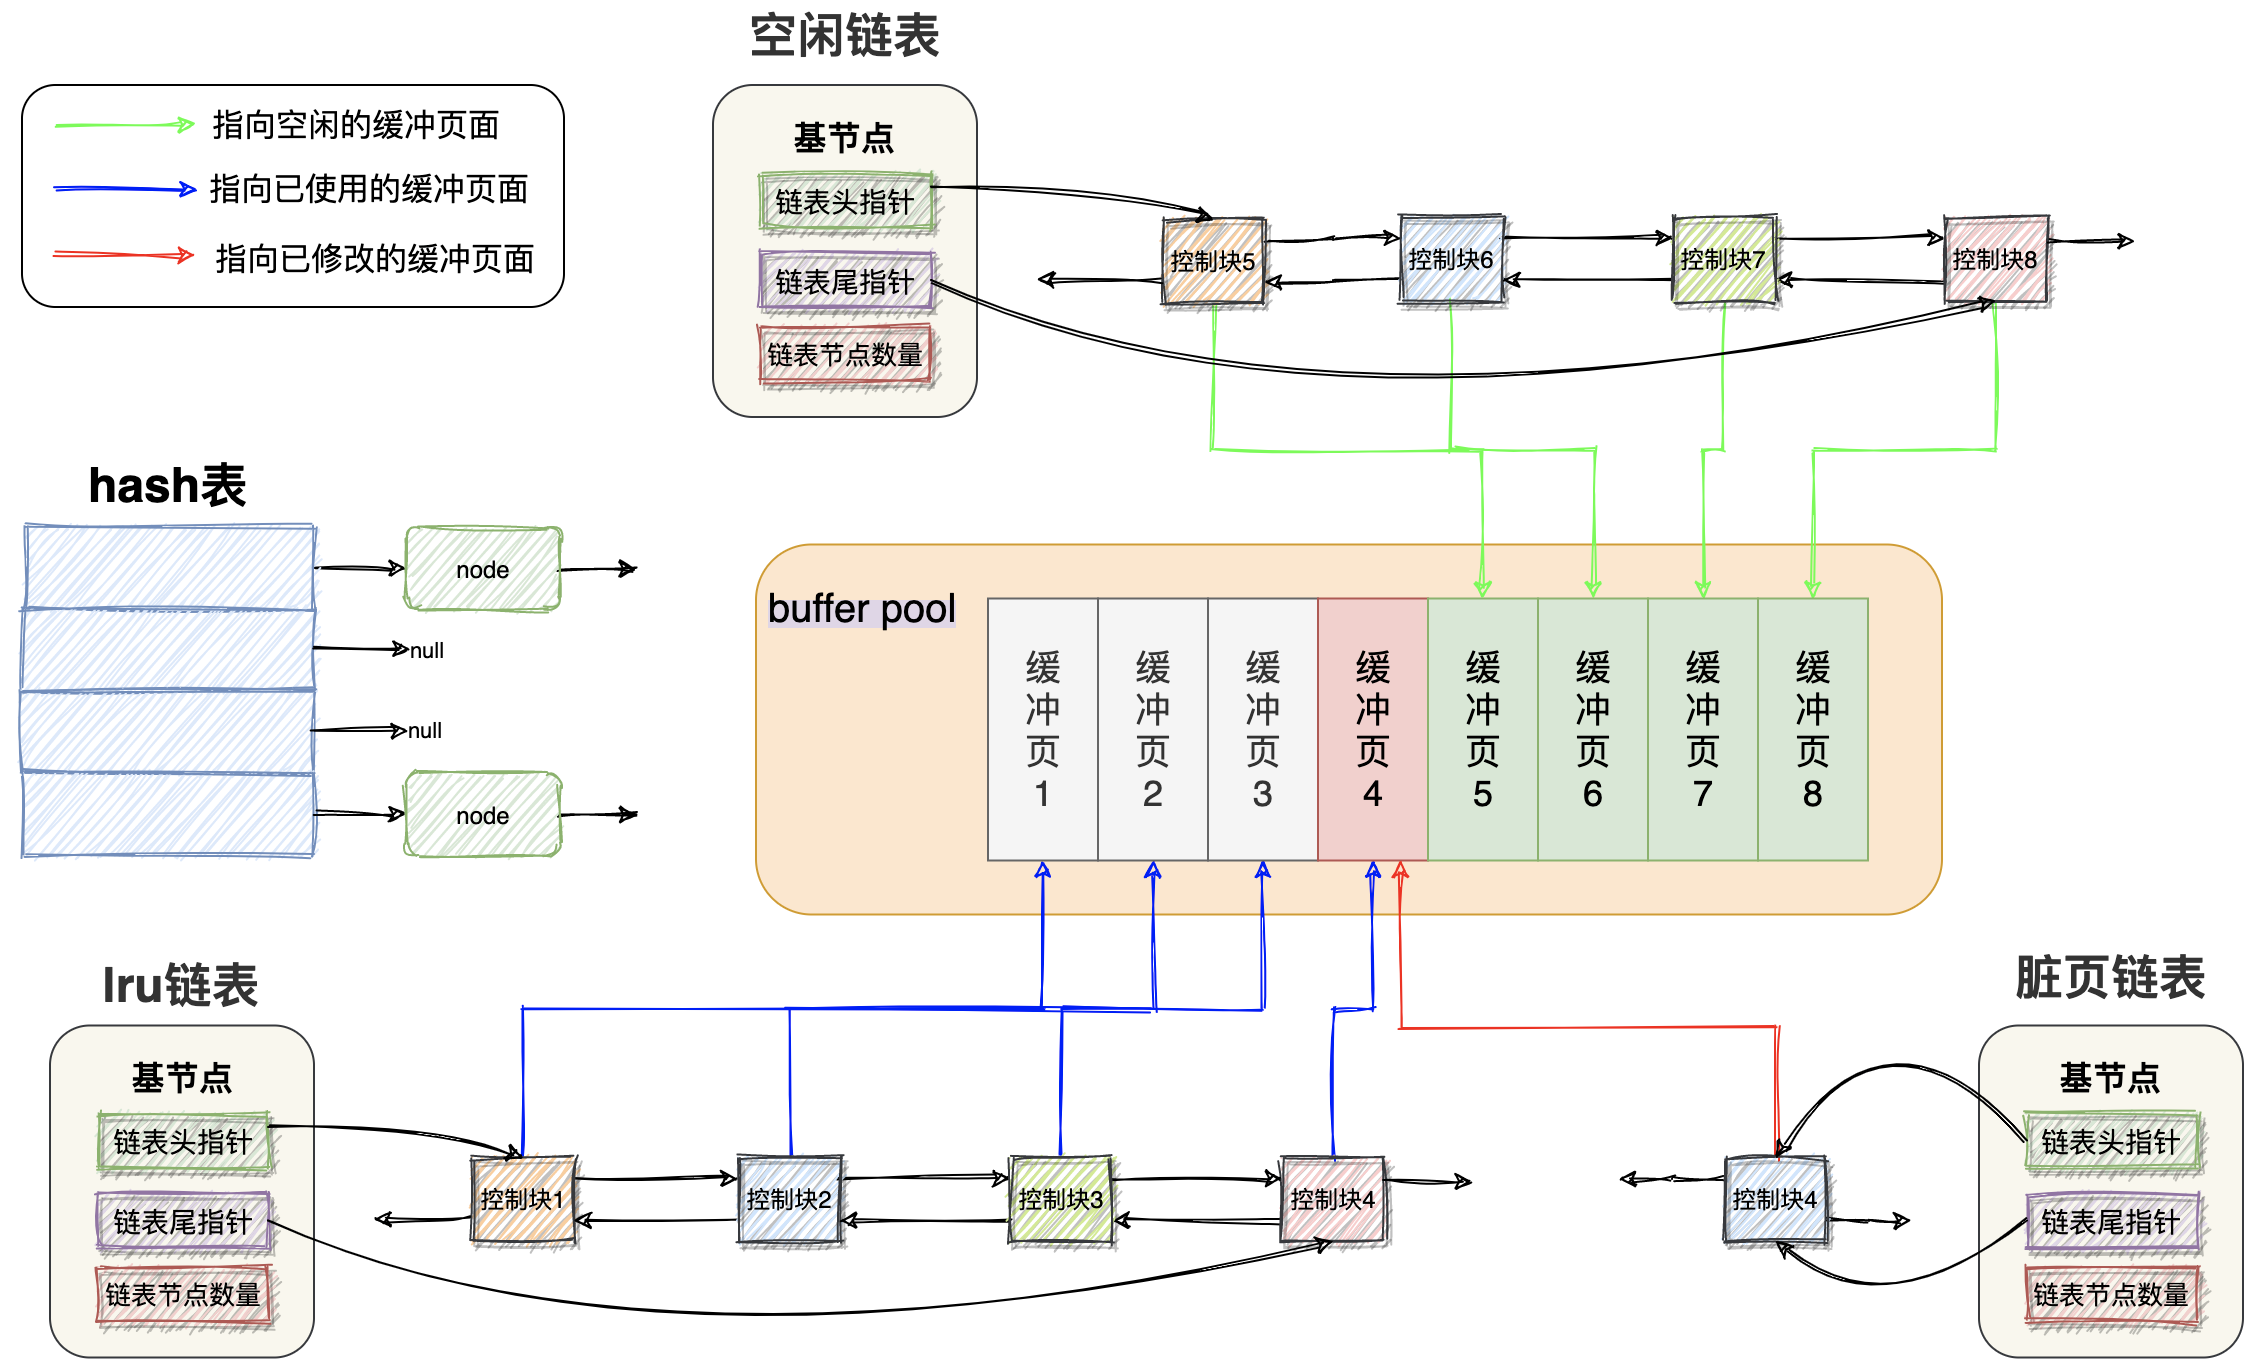 空闲链表
指向空闲的缓冲页面
指向已使用的缓冲页面
指向已修改的缓冲页面
基节点
链表头指针
链表尾指针
链表节点数量
控制块5
控制块6
控制块7
控制块8
hash表
node
null
null
node
buffer pool
缓冲页1
缓冲页2
缓冲页3
缓冲页4
缓冲页5
缓冲页6
缓冲页7
缓冲页8
lru链表
基节点
链表头指针
链表尾指针
链表节点数量
控制块1
控制块2
控制块3
控制块4
脏页链表
控制块4
基节点
链表头指针
链表尾指针
链表节点数量